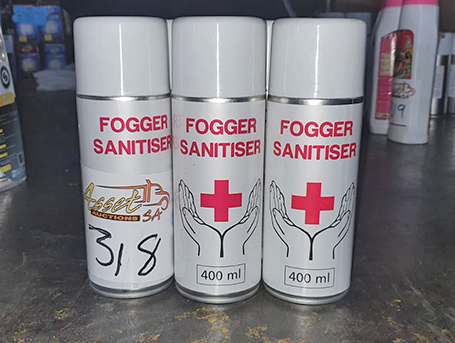 FOGGER
SANITISER
Asset
AUCTIONS SA
318
FOGGER
SANITISER
400 ml
FOGGER
SANITISER
400 ml